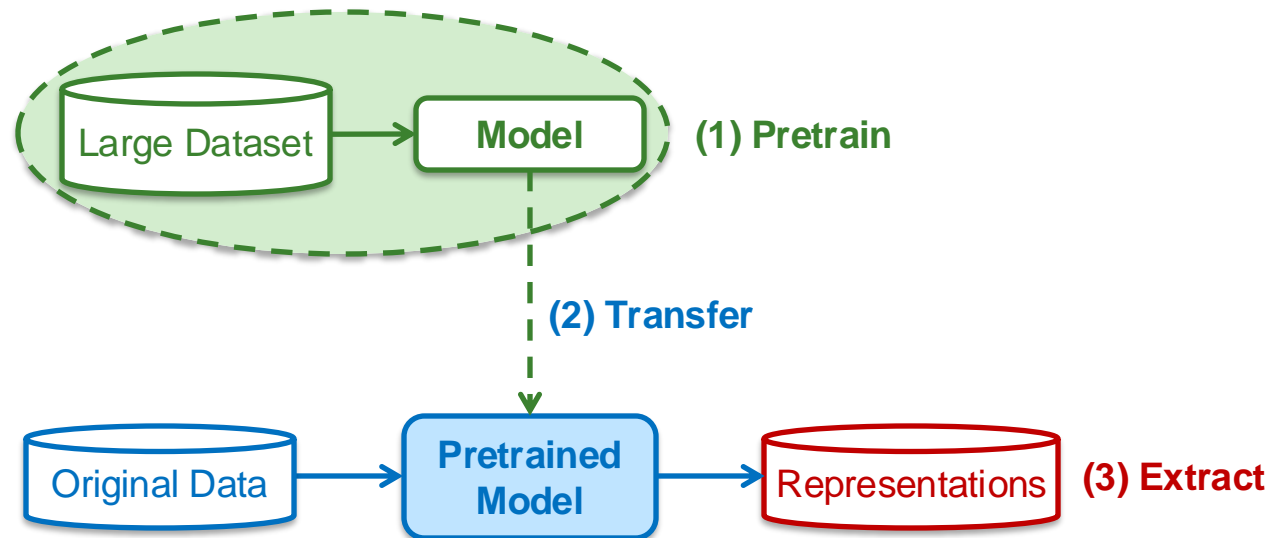 Large Dataset
Model
(1) Pretrain
(2) Transfer
Original Data
Pretrained
Model
Representations
(3) Extract